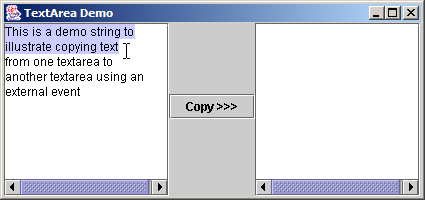 TextArea Demo
This is a demo string to
illustrate copying text
from one textarea to
another textarea using an
external event
Copy >>>